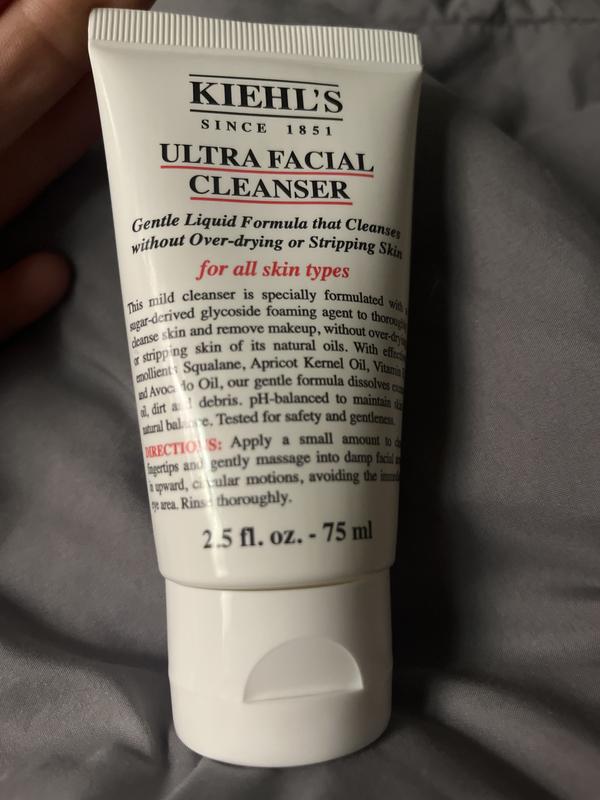 KIEHL'S
SINCE 1851
ULTRA FACIAL
CLEANSER
Gentle Liquid Formula that Cleanses
without Over-drying or Stripping Skin
for all skin types
This mild cleanser is specially formulated with
sugar-derived glycoside foaming agent to
cleanse skin and remove makeup, without
or stripping skin of its natural oils. With
emollients Squalane, Apricot Kernel Oil, Vitamin
and Avocado Oil, our gentle formula dissolves
oil, dirt and debris. pH-balanced to maintain
natural balance. Tested for safety and gentleness.
DIRECTIONS: Apply a small amount to
fingertips and gently massage into damp facial
in upward, circular motions, avoiding the
eye area. Rinse thoroughly.
2.5 fl. oz. - 75 ml